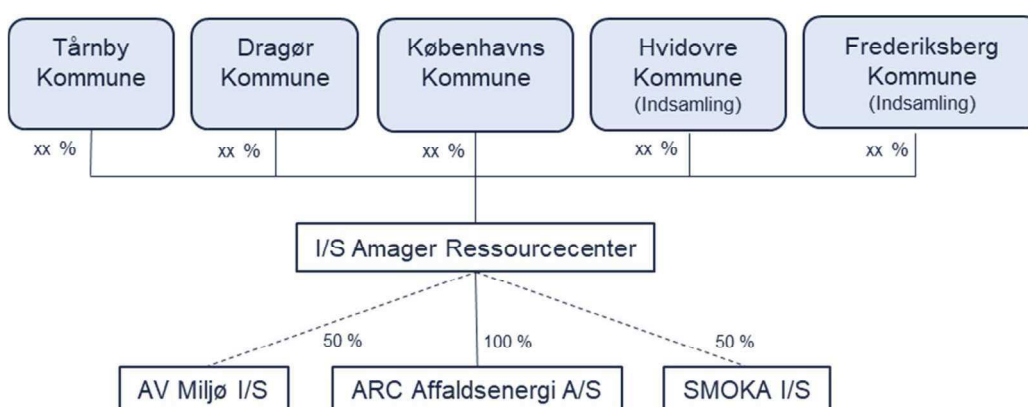 Tårnby
Kommune
Dragør
Kommune
Københavns
Kommune
Hvidovre
Kommune
(Indsamling)
Frederiksberg
Kommune
(Indsamling)
xx %
xx %
xx %
xx %
xx %
I/S Amager Ressourcecenter
50 %
100 %
50 %
AV Miljø I/S
ARC Affaldsenergi A/S
SMOKA I/S